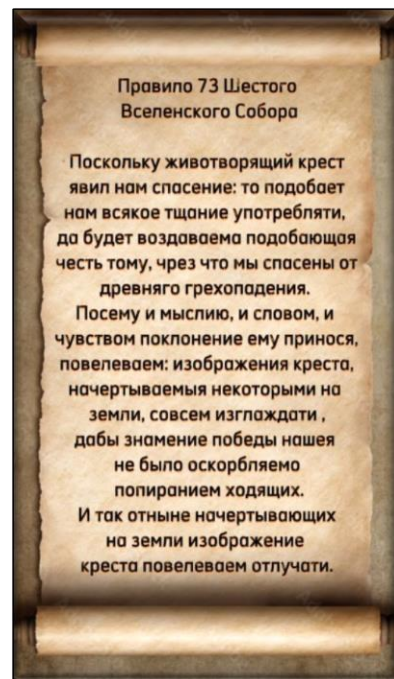 Правило 73 Шестого
Вселенского Собора
Поскольку животворящий крест
явил нам спасение: то подобает
нам всякое тщание употребляти,
да будет воздаваема подобающая
честь тому, чрез что мы спасены от
древняго грехопадения.
Посему и мыслию, и словом, и
чувством поклонение ему принося,
повелеваем: изображения креста,
начертываемыя некоторыми на
земли, совсем изглаждати ,
дабы знамение победы нашея
не было оскорбляемо
попиранием ходящих.
И так отныне начертывающих
на земли изображение
креста повелеваем отлучати.